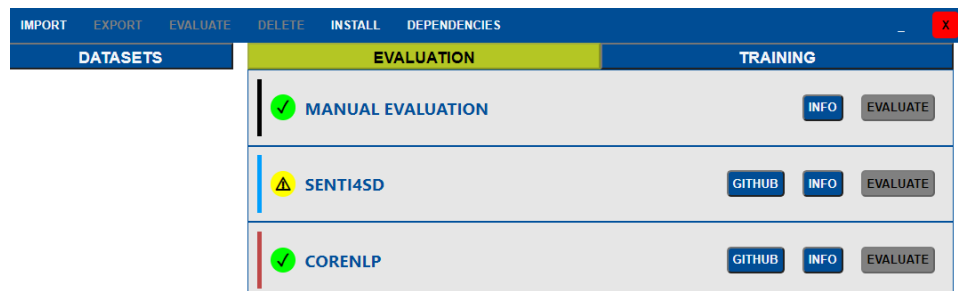 IMPORT EXPORT EVALUATE DELETE INSTALL DEPENDENCIES _ X
DATASETS EVALUATION TRAINING
MANUAL EVALUATION INFO EVALUATE
SENTI4SD GITHUB INFO EVALUATE
CORENLP GITHUB INFO EVALUATE